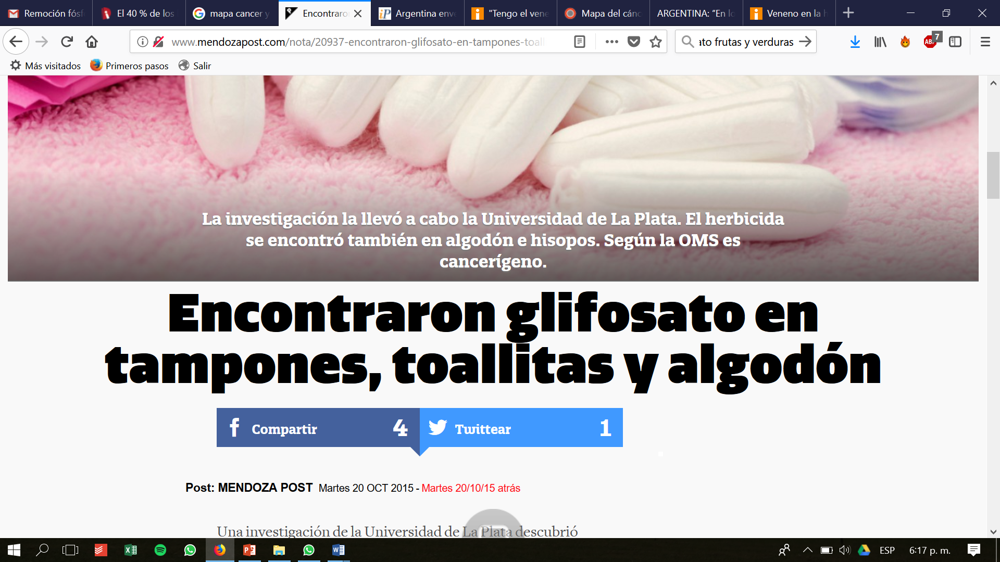 Remoción fósf
El 40 % de los
mapa cancer y
Encontraro
Argentina enve
"Tengo el vene
Mapa del cánc
ARGENTINA: “En lo
Veneno en la h
www.mendozapost.com/nota/20937-encontraron-glifosato-en-tampones-toall
ito frutas y verduras
ABP
7
Más visitados
Primeros pasos
Salir
La investigación la llevó a cabo la Universidad de La Plata. El herbicida
se encontró también en algodón e hisopos. Según la OMS es
cancerígeno.
Encontraron glifosato en
tampones, toallitas y algodón
Compartir 4
Twittear 1
Post: MENDOZA POST Martes 20 OCT 2015 - Martes 20/10/15 atrás
Una investigación de la Universidad de La Plata descubrió
ESP
6:17 p. m.